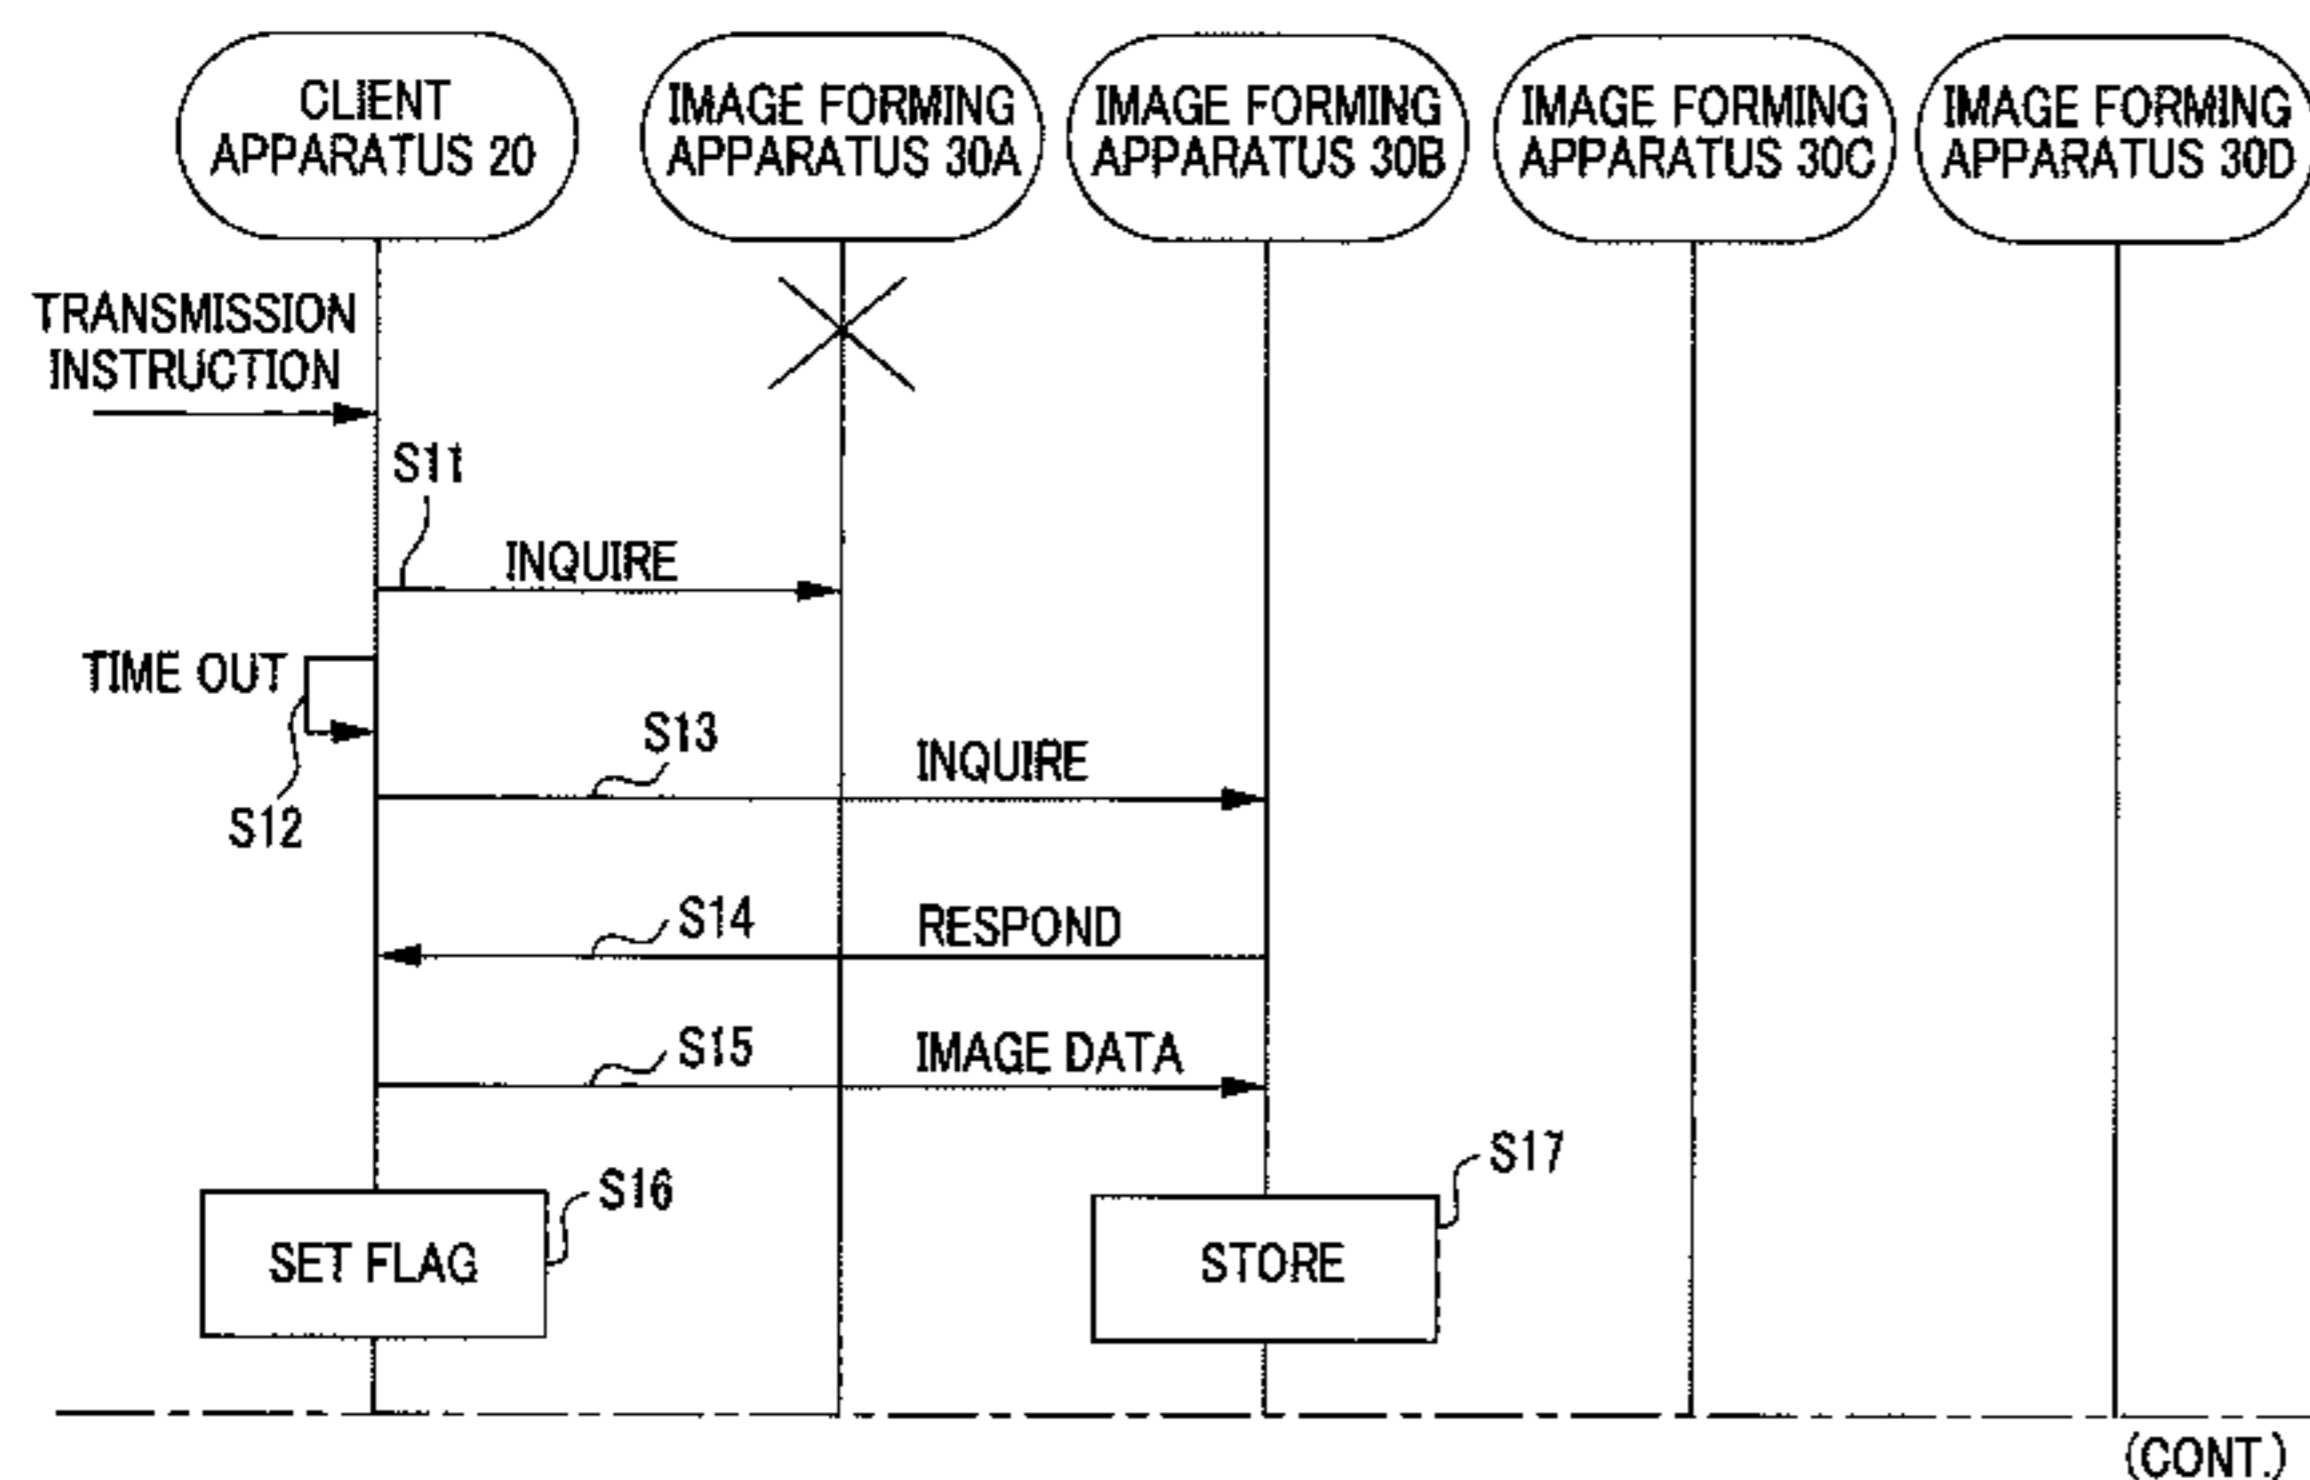 CLIENT
APPARATUS 20
IMAGE FORMING
APPARATUS 30A
IMAGE FORMING
APPARATUS 30B
IMAGE FORMING
APPARATUS 30C
IMAGE FORMING
APPARATUS 30D
TRANSMISSION
INSTRUCTION
S11
INQUIRE
TIME OUT
S12
S13
INQUIRE
S14
RESPOND
S15
IMAGE DATA
SET FLAG
S16
STORE
S17
(CONT.)